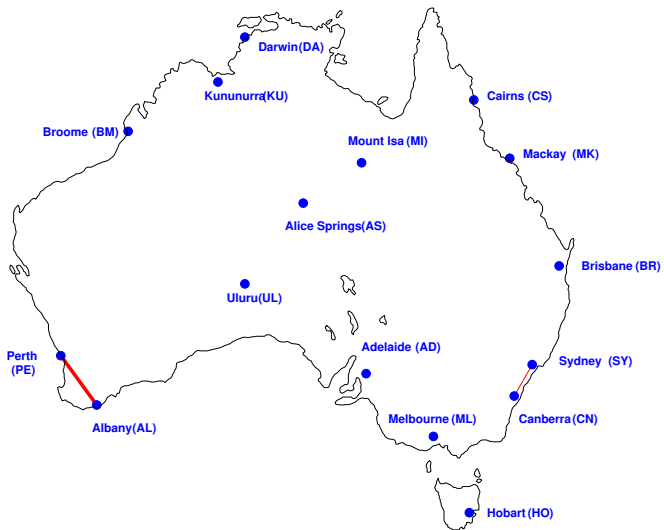 Darwin(DA)
Kununurra(KU)
Cairns (CS)
Broome (BM)
Mount Isa (MI)
Mackay (MK)
Alice Springs(AS)
Brisbane (BR)
Uluru(UL)
Adelaide (AD)
Perth
(PE)
Sydney (SY)
Melbourne (ML)
Canberra(CN)
Albany(AL)
Hobart (HO)